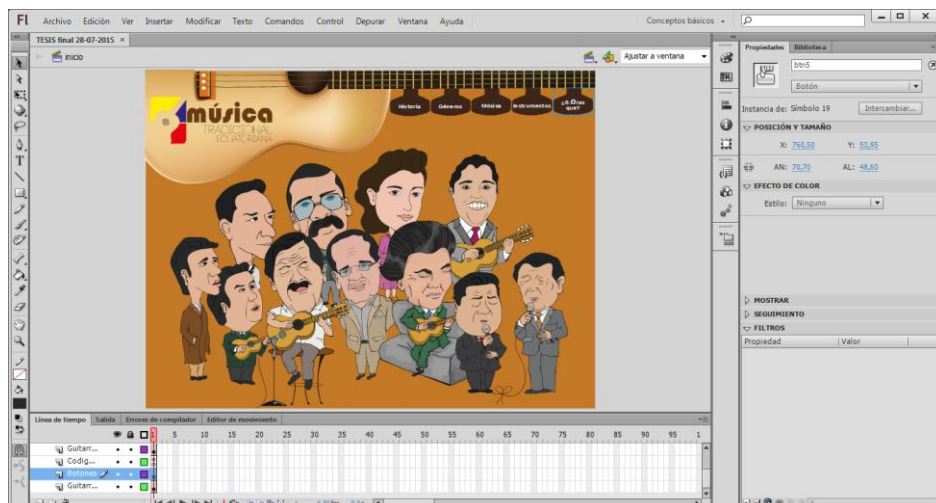 Fl Archivo Edición Ver Insertar Modificar Texto Comandos Control Depurar Ventana Ayuda Conceptos básicos
TESIS final 28-07-2015 ×
inicio Ajustar a ventana
música
TRADICIONAL
ECUATORIANA
Historia Géneros Música Instrumentos
que?
Propiedades Biblioteca
btn5
Botón
Instancia de: Símbolo 19 Intercambiar...
POSICIÓN Y TAMAÑO
X: 760,50 Y: 53,95
AN: 70,70 AL: 48,60
EFECTO DE COLOR
Estilo: Ninguno
MOSTRAR
SEGUIMIENTO
FILTROS
Propiedad Valor
Línea de tiempo Salida Errores de compilador Editor de movimiento
1 5 10 15 20 25 30 35 40 45 50 55 60 65 70 75 80 85 90 95 1
Guitarr...
Codig...
Botones
Guitarr...